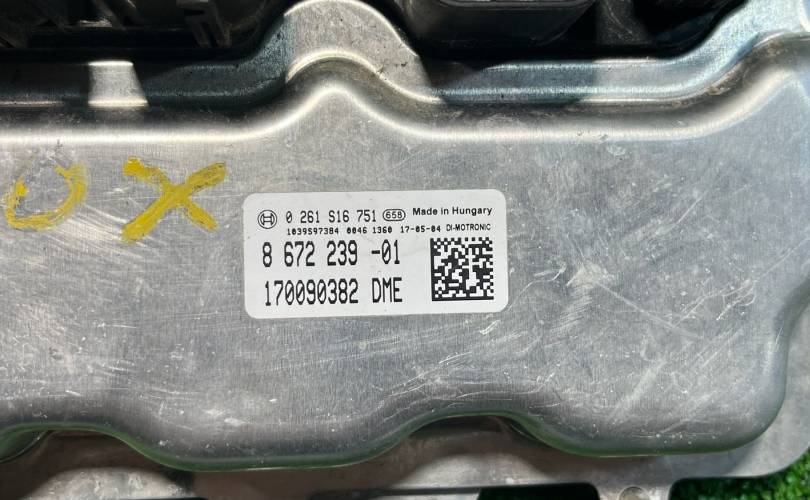 OX
0 261 S16 751 658 Made in Hungary
1039S97384 0046 1360 17-05-04 DI-MOTRONIC
8 672 239 -01
170090382 DME